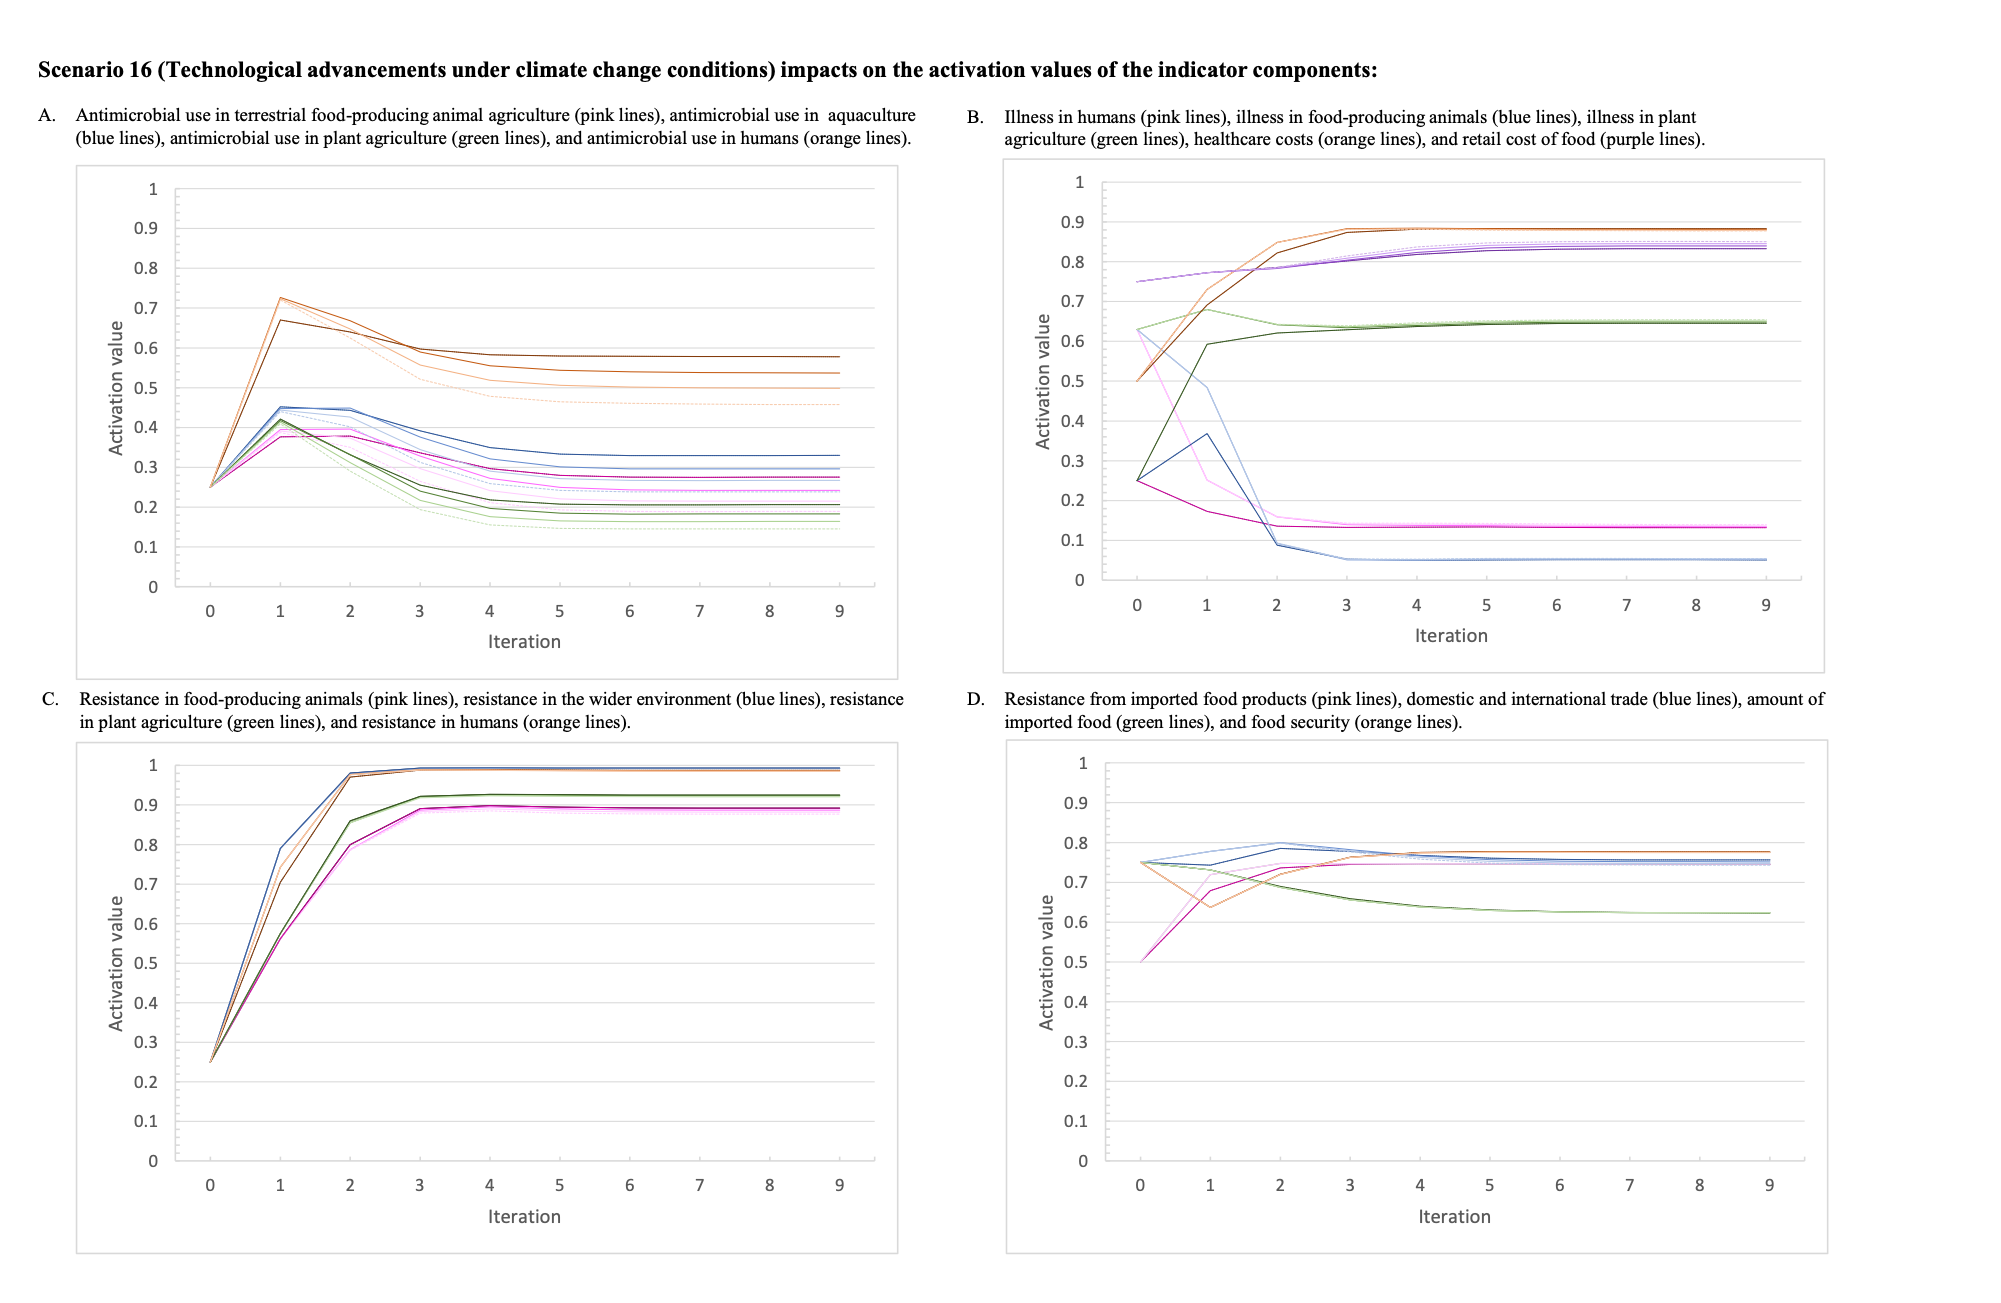 Scenario 16 (Technological advancements under climate change conditions) impacts on the activation values of the indicator components:
A. Antimicrobial use in terrestrial food-producing animal agriculture (pink lines), antimicrobial use in aquaculture
(blue lines), antimicrobial use in plant agriculture (green lines), and antimicrobial use in humans (orange lines).
1
0.9
0.8
0.7
0.6
0.5
0.4
0.3
0.2
0.1
0
Activation value
0 1 2 3 4 5 6 7 8 9
Iteration
B. Illness in humans (pink lines), illness in food-producing animals (blue lines), illness in plant
agriculture (green lines), healthcare costs (orange lines), and retail cost of food (purple lines).
1
0.9
0.8
0.7
0.6
0.5
0.4
0.3
0.2
0.1
0
Activation value
0 1 2 3 4 5 6 7 8 9
Iteration
C. Resistance in food-producing animals (pink lines), resistance in the wider environment (blue lines), resistance
in plant agriculture (green lines), and resistance in humans (orange lines).
1
0.9
0.8
0.7
0.6
0.5
0.4
0.3
0.2
0.1
0
Activation value
0 1 2 3 4 5 6 7 8 9
Iteration
D. Resistance from imported food products (pink lines), domestic and international trade (blue lines), amount of
imported food (green lines), and food security (orange lines).
1
0.9
0.8
0.7
0.6
0.5
0.4
0.3
0.2
0.1
0
Activation value
0 1 2 3 4 5 6 7 8 9
Iteration